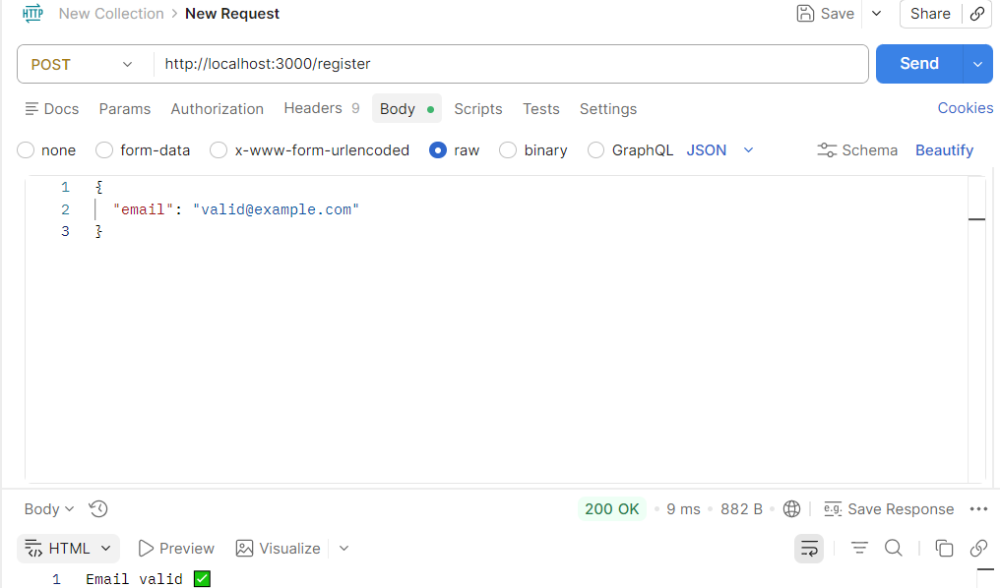 HTTP New Collection > New Request Save Share
POST http://localhost:3000/register Send
Docs Params Authorization Headers 9 Body Scripts Tests Settings Cookies
none form-data x-www-form-urlencoded raw binary GraphQL JSON Schema Beautify
1 {
2 "email": "valid@example.com"
3 }
Body 200 OK • 9 ms • 882 B • e.g. Save Response
HTML Preview Visualize
1 Email valid ✅